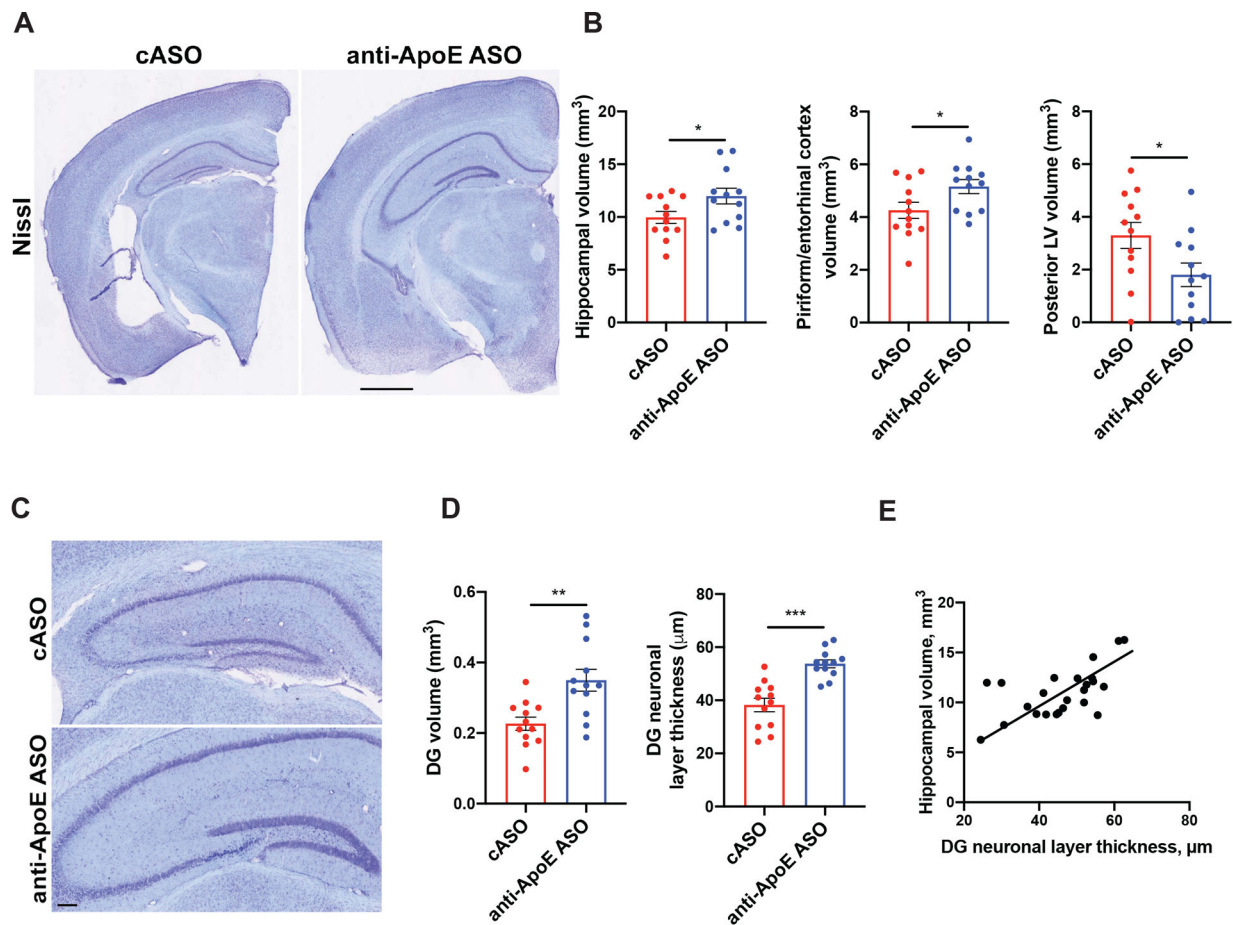 A
cASO
anti-ApoE ASO
Nissl
B
Hippocampal volume (mm³)
20
15
10
5
0
*
cASO
anti-ApoE ASO
Piriform/entorhinal cortex
volume (mm³)
8
6
4
2
0
*
cASO
anti-ApoE ASO
Posterior LV volume (mm³)
8
6
4
2
0
*
cASO
anti-ApoE ASO
C
cASO
anti-ApoE ASO
D
DG volume (mm³)
0.6
0.4
0.2
0.0
**
cASO
anti-ApoE ASO
DG neuronal
layer thickness (μm)
80
60
40
20
0
***
cASO
anti-ApoE ASO
E
Hippocampal volume, mm³
20
15
10
5
0
20 40 60 80
DG neuronal layer thickness, μm